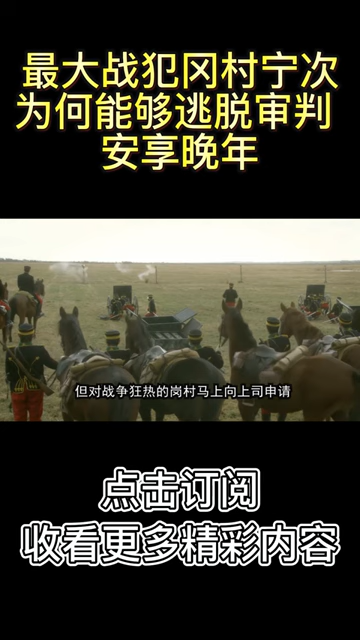 最大战犯冈村宁次
为何能够逃脱审判
安享晚年
但对战争狂热的岗村马上向上司申请
点击订阅
收看更多精彩内容